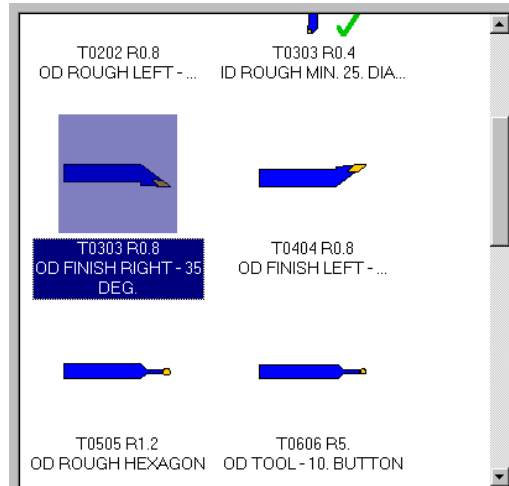 T0202 R0.8
OD ROUGH LEFT - ...
T0303 R0.4
ID ROUGH MIN. 25. DIA...
T0303 R0.8
OD FINISH RIGHT - 35
DEG.
T0404 R0.8
OD FINISH LEFT - ...
T0505 R1.2
OD ROUGH HEXAGON
T0606 R5.
OD TOOL - 10. BUTTON